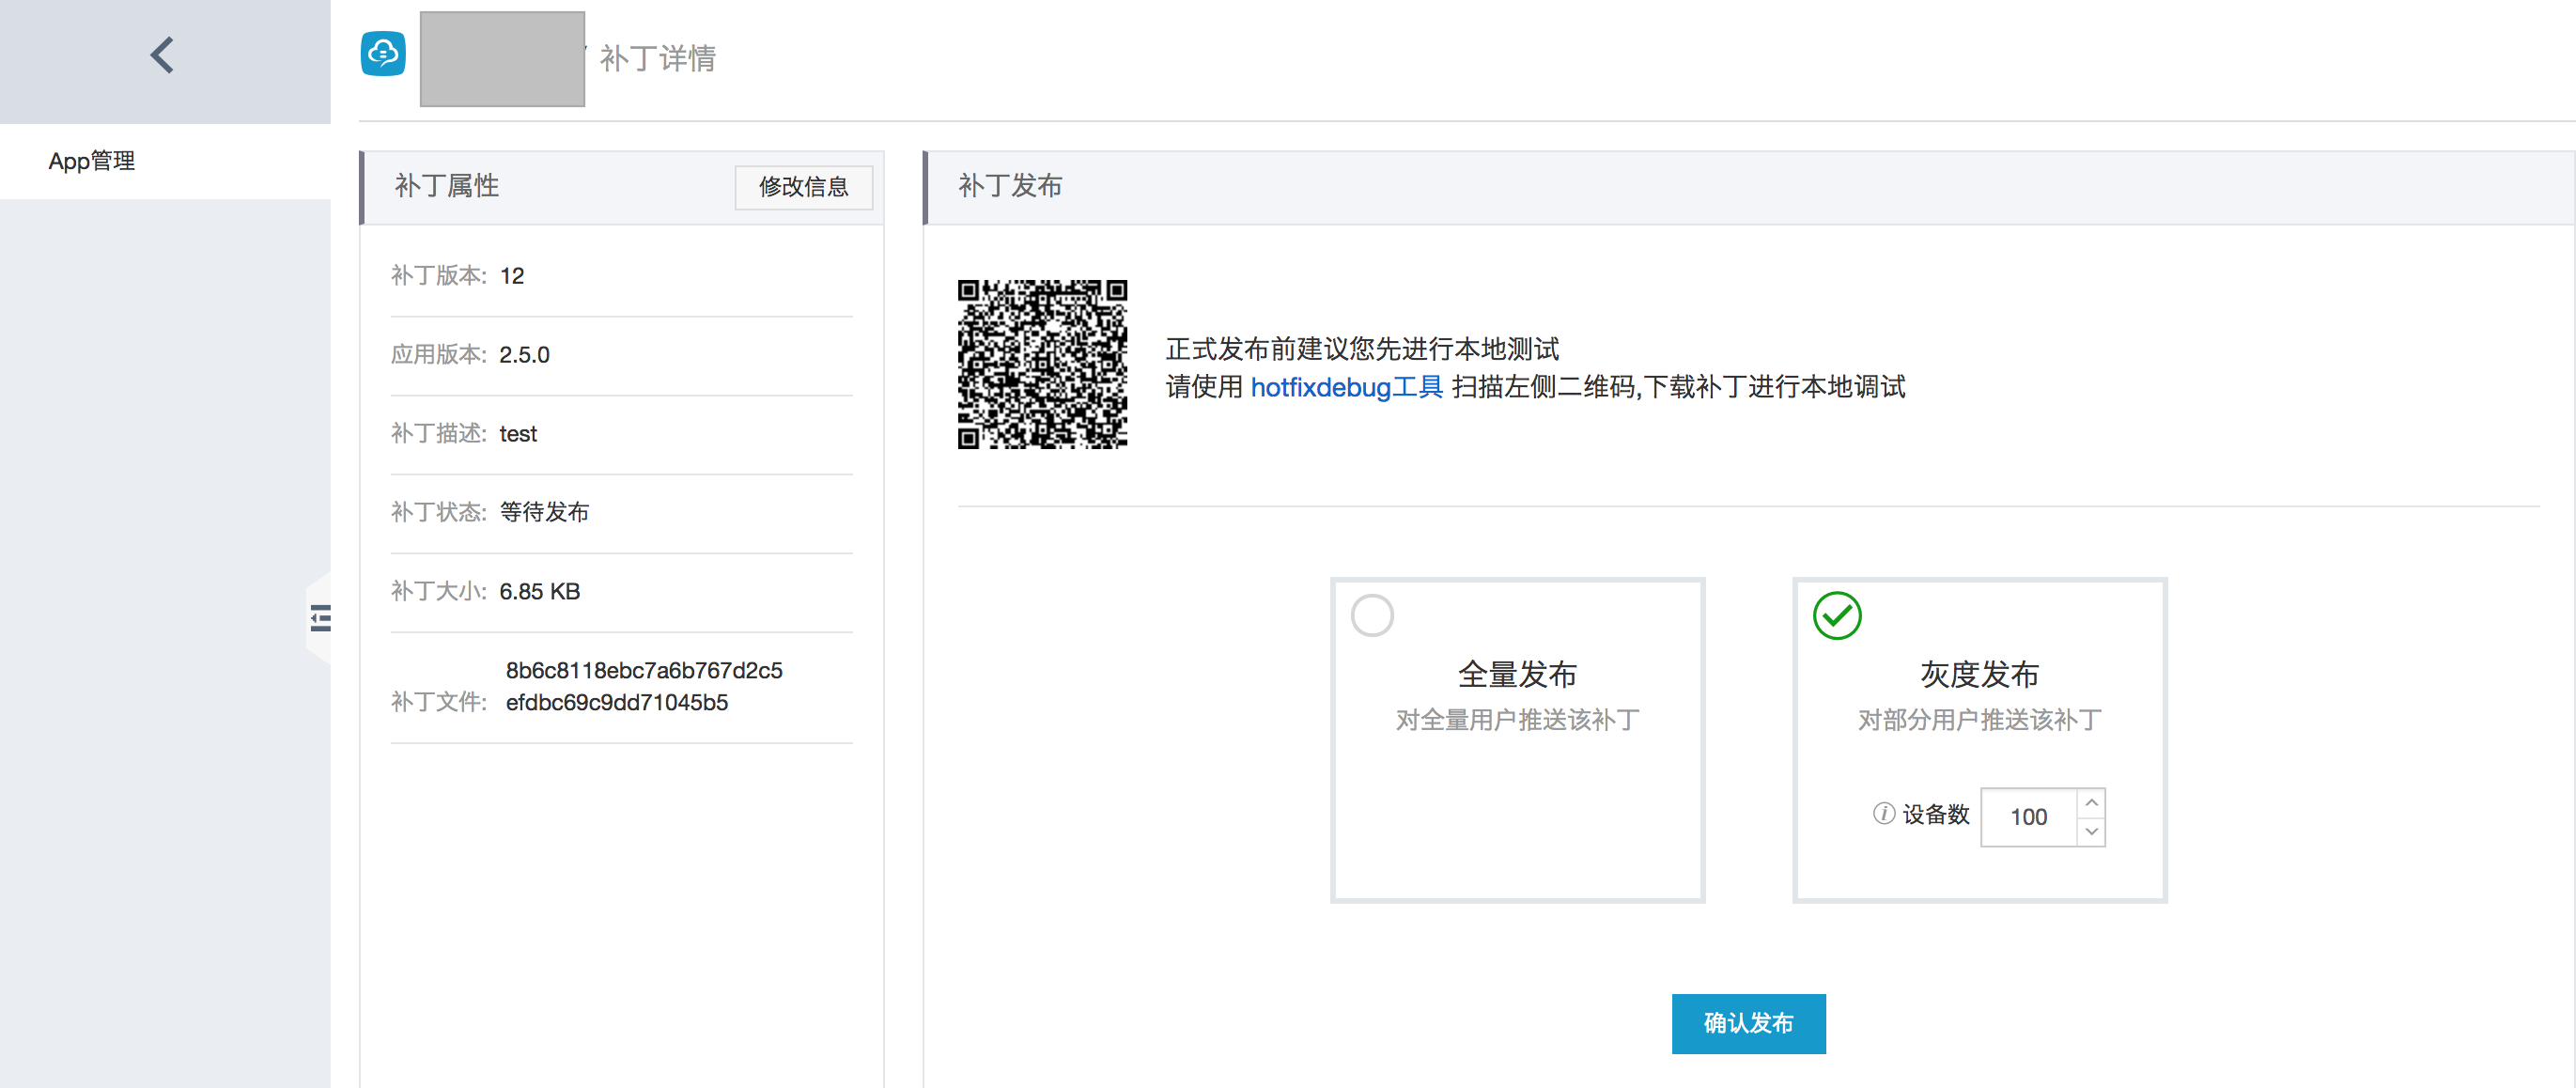 补丁详情
App管理
补丁属性
修改信息
补丁版本: 12
应用版本: 2.5.0
补丁描述: test
补丁状态: 等待发布
补丁大小: 6.85 KB
补丁文件: 8b6c8118ebc7a6b767d2c5
efdbc69c9dd71045b5
补丁发布
正式发布前建议您先进行本地测试
请使用 hotfixdebug工具 扫描左侧二维码,下载补丁进行本地调试
全量发布
对全量用户推送该补丁
灰度发布
对部分用户推送该补丁
设备数 100
确认发布